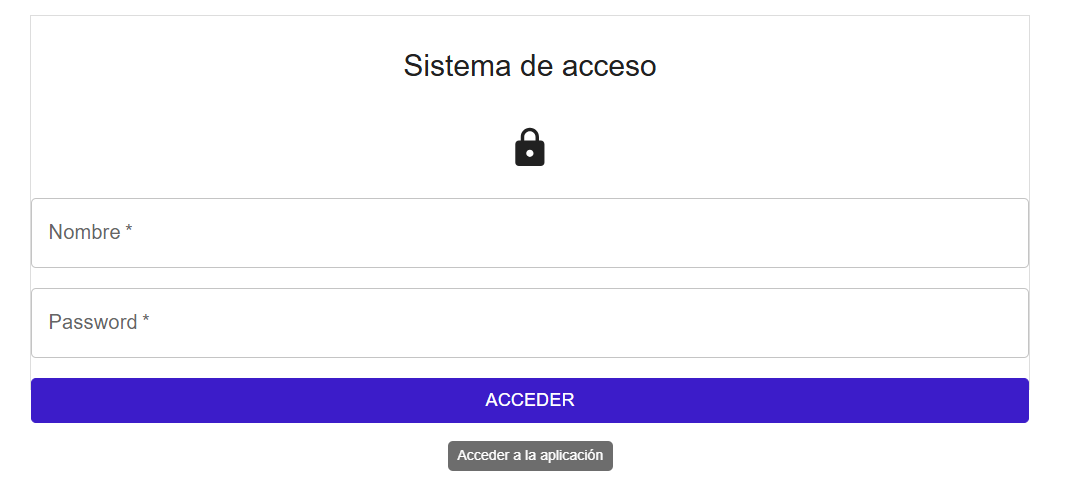 Sistema de acceso
Nombre *
Password *
ACCEDER
Acceder a la aplicación